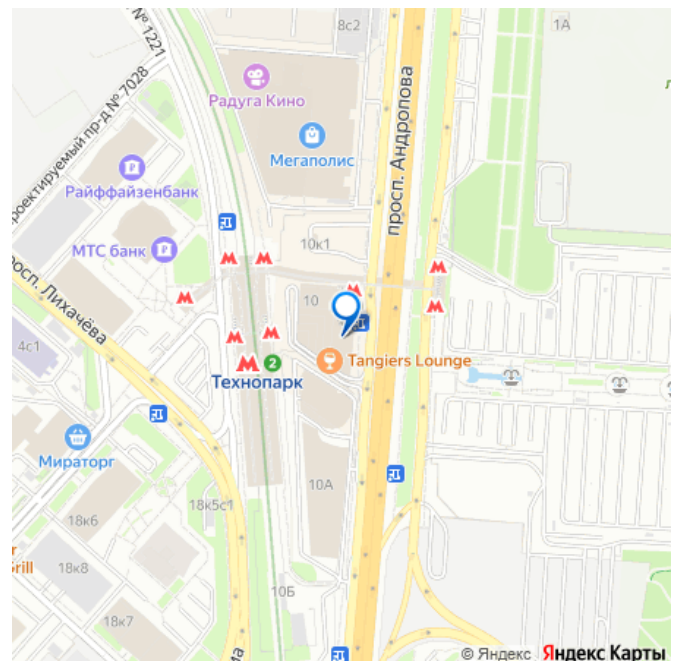 № 1221
8с2
1А
Радуга Кино
Мегаполис
просп. Андропова
проектируемый пр-д № 7028
Райффайзенбанк
МТС банк
10к1
10
просп. Лихачёва
4с1
Tangiers Lounge
2
Технопарк
Мираторг
10А
18к5с1
18к6
18к8
18к7
10Б
© Яндекс Яндекс Карты